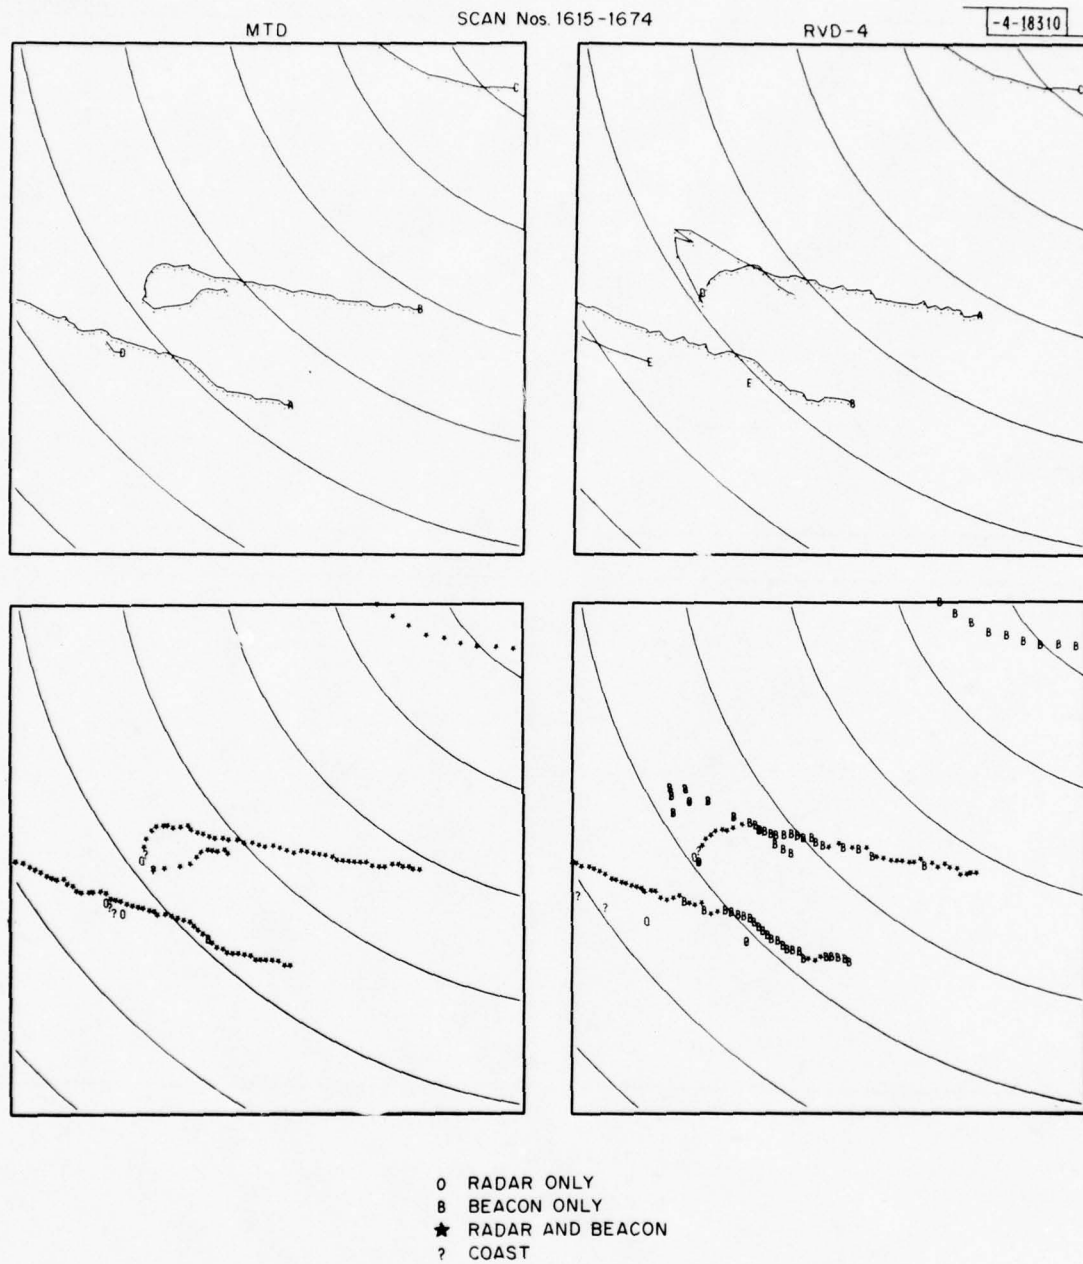 SCAN Nos. 1615-1674
-4-18310
MTD
RVD-4
C
B
D
A
C
D
A
E
E
B
O RADAR ONLY
B BEACON ONLY
★ RADAR AND BEACON
? COAST